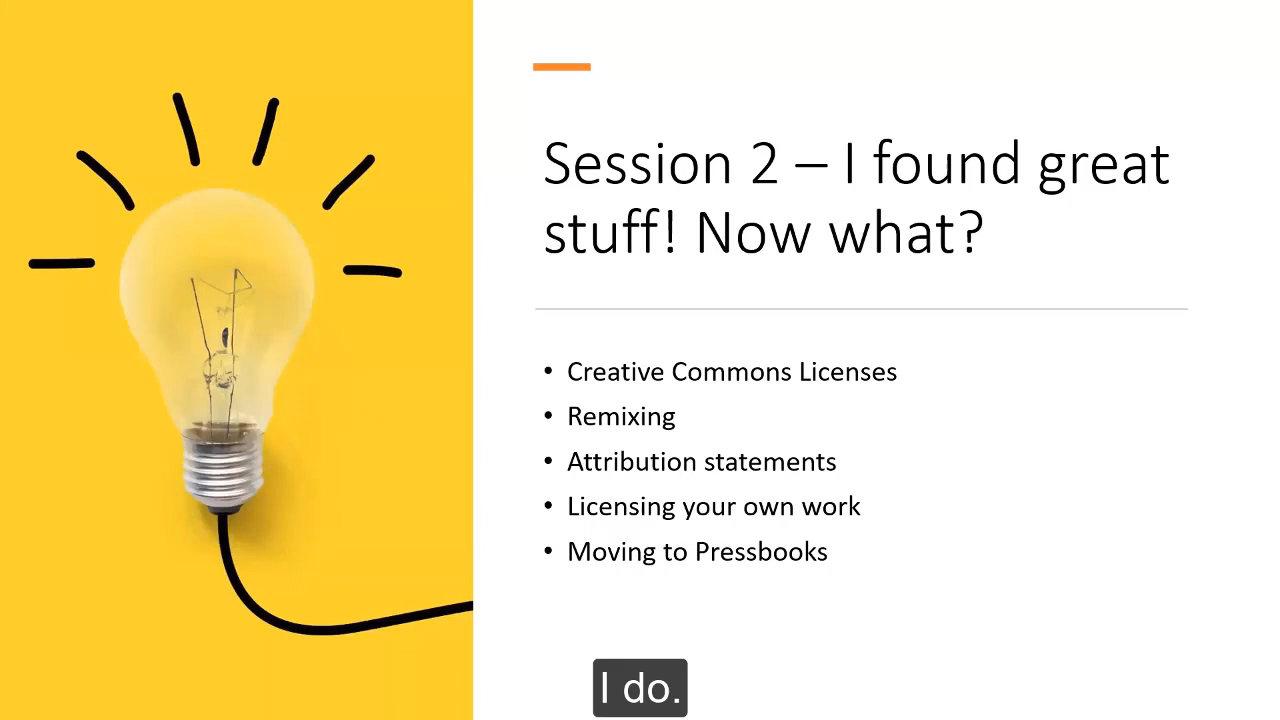 Session 2 – I found great
stuff! Now what?
• Creative Commons Licenses
• Remixing
• Attribution statements
• Licensing your own work
• Moving to Pressbooks
I do.